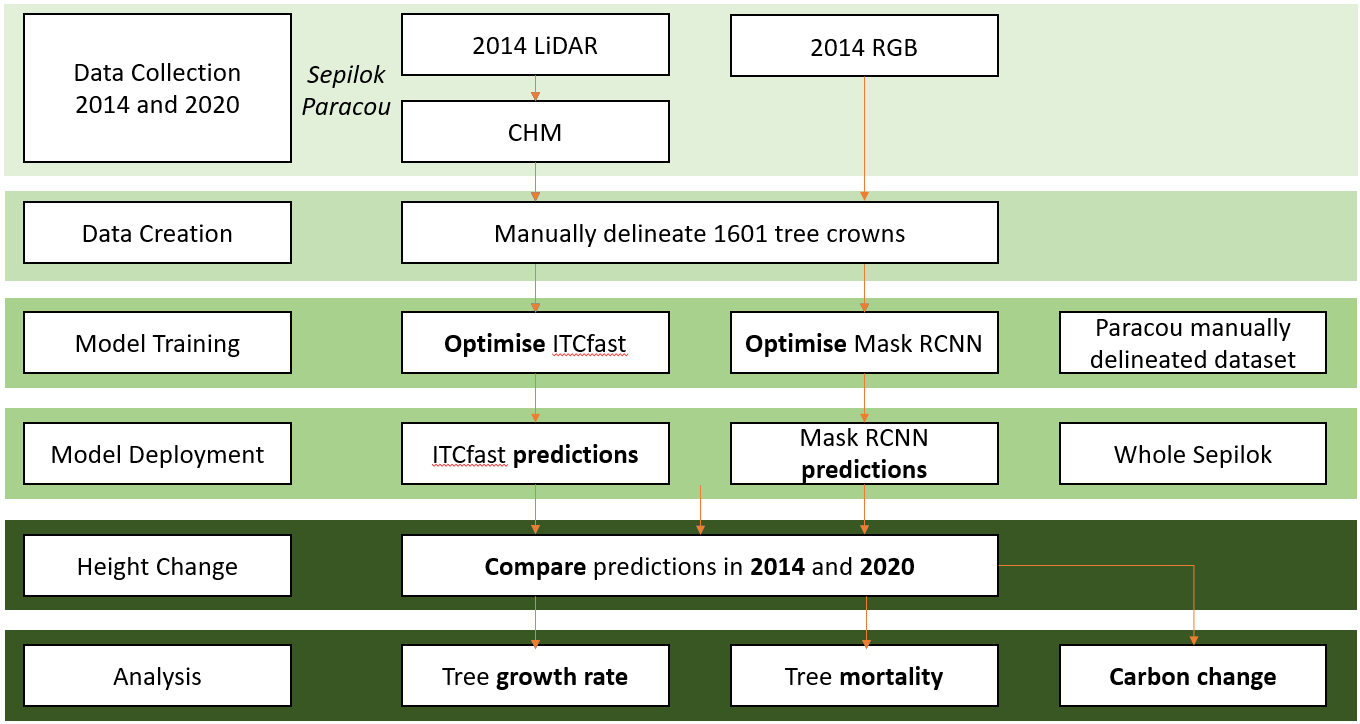 Data Collection
2014 and 2020
Sepilok
Paracou
2014 LiDAR
2014 RGB
CHM
Data Creation
Manually delineate 1601 tree crowns
Model Training
Optimise ITCfast
Optimise Mask RCNN
Paracou manually
delineated dataset
Model Deployment
ITCfast predictions
Mask RCNN
predictions
Whole Sepilok
Height Change
Compare predictions in 2014 and 2020
Analysis
Tree growth rate
Tree mortality
Carbon change